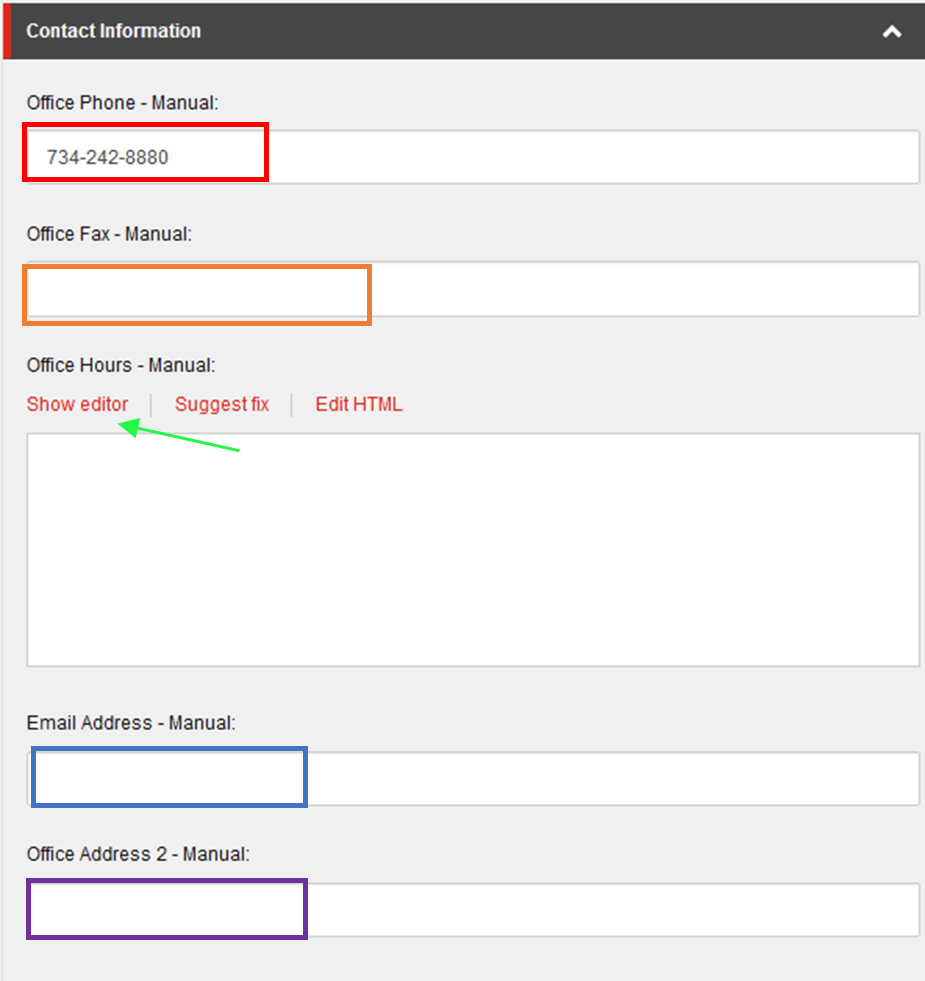 Contact Information
Office Phone - Manual:
734-242-8880
Office Fax - Manual:
Office Hours - Manual:
Show editor Suggest fix Edit HTML
Email Address - Manual:
Office Address 2 - Manual: